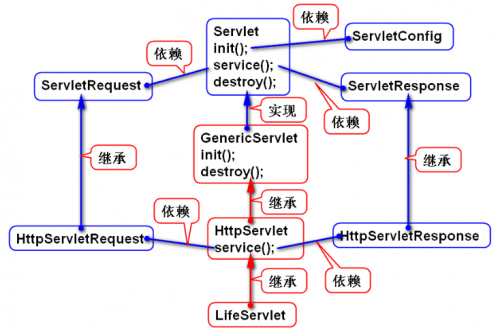 Servlet
init();
service();
destroy();
依赖
依赖
ServletConfig
ServletRequest
ServletResponse
依赖
实现
GenericServlet
init();
destroy();
继承
继承
继承
依赖
HttpServletRequest
HttpServlet
service();
HttpServletResponse
依赖
继承
LifeServlet